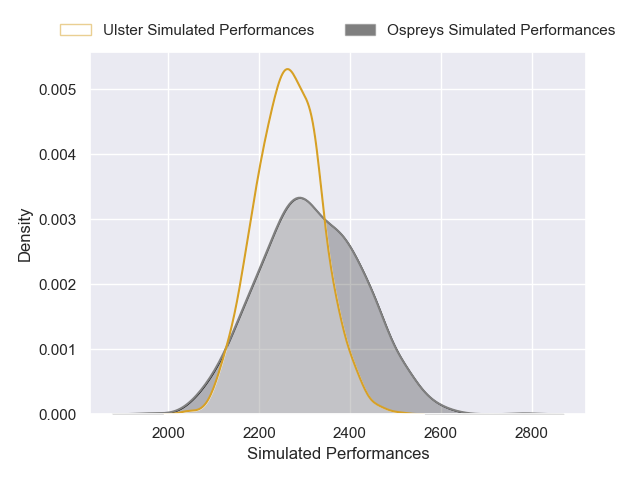 Ulster Simulated Performances
Ospreys Simulated Performances
0.005
0.004
0.003
0.002
0.001
0.000
Density
2000
2200
2400
2600
2800
Simulated Performances